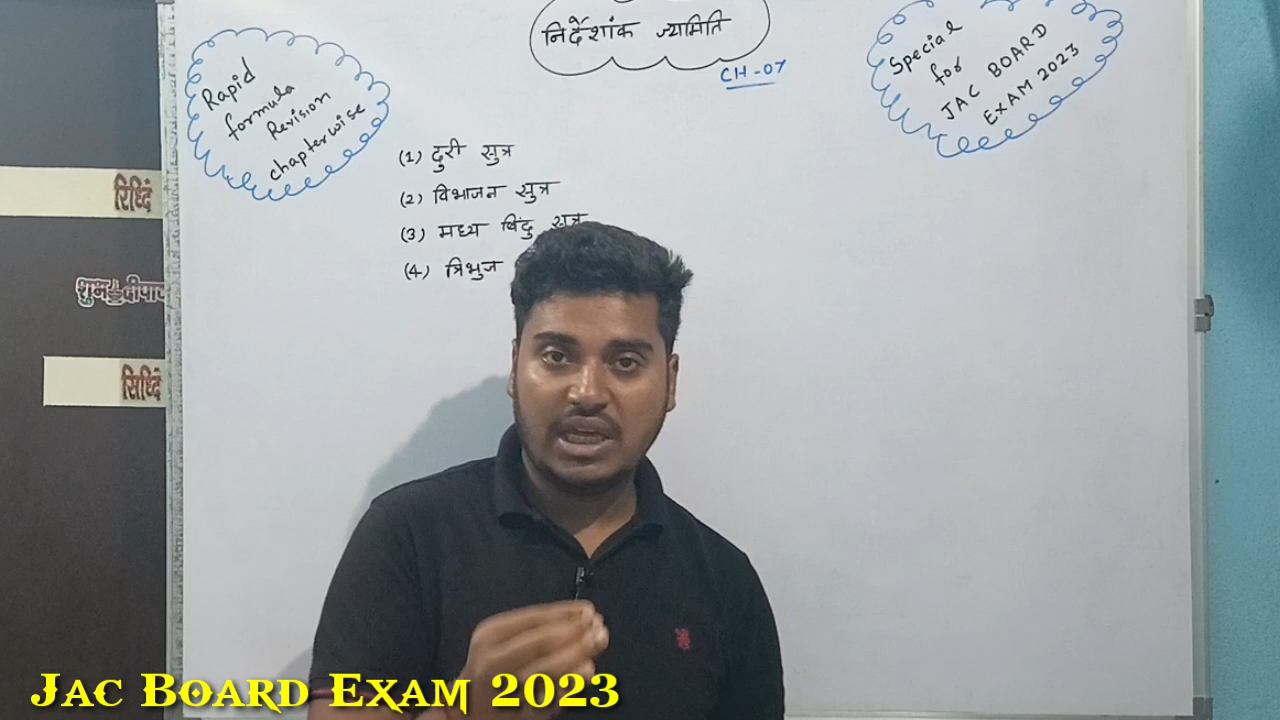 निर्देशांक ज्यामिति
CH-07
Rapid
formula
Revision
chapterwise
Special
for
JAC BOARD
EXAM 2023
(1) दुरी सुत्र
(2) विभाजन सुत्र
(3) मध्य बिंदु सुत्र
(4) त्रिभुज
रिध्दि
शुभ दीपा
सिध्दि
JAC BOARD EXAM 2023